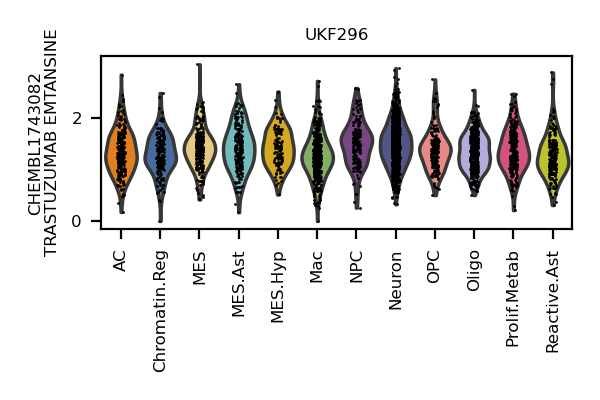 UKF296
CHEMBL1743082
TRASTUZUMAB EMTANSINE
2
0
AC
Chromatin.Reg
MES
MES.Ast
MES.Hyp
Mac
NPC
Neuron
OPC
Oligo
Prolif.Metab
Reactive.Ast